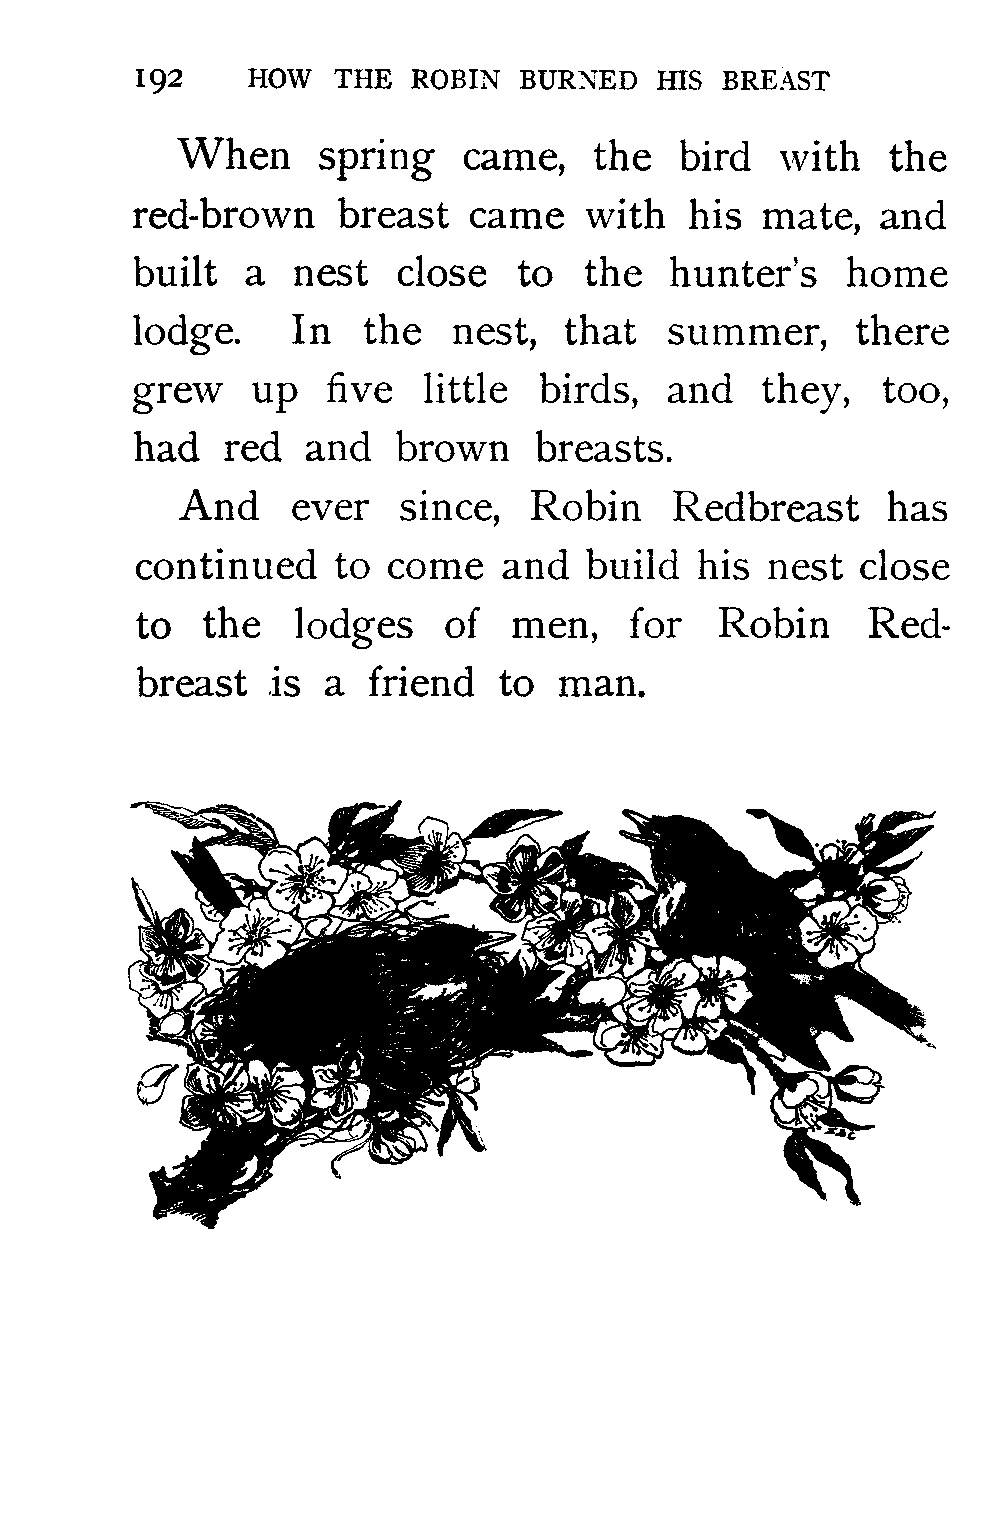 192 HOW THE ROBIN BURNED HIS BREAST
When spring came, the bird with the
red-brown breast came with his mate, and
built a nest close to the hunter's home
lodge. In the nest, that summer, there
grew up five little birds, and they, too,
had red and brown breasts.
And ever since, Robin Redbreast has
continued to come and build his nest close
to the lodges of men, for Robin Red-
breast is a friend to man.